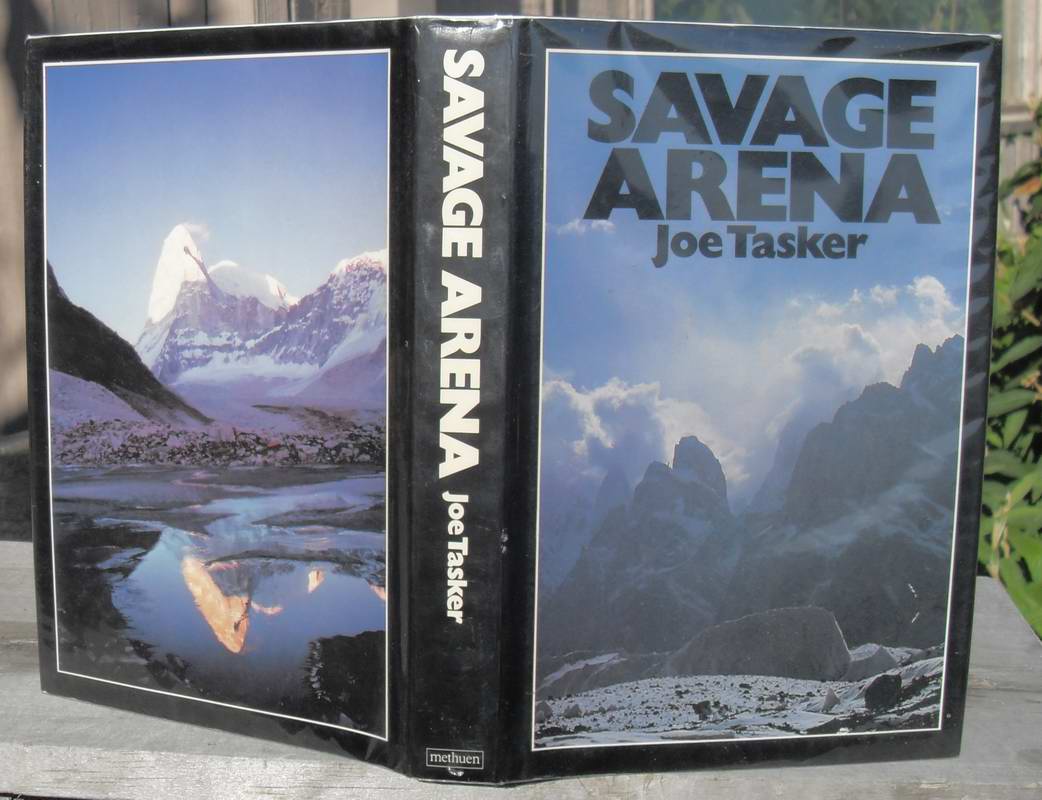 SAVAGE ARENA Joe Tasker
methuen
SAVAGE
ARENA
Joe Tasker